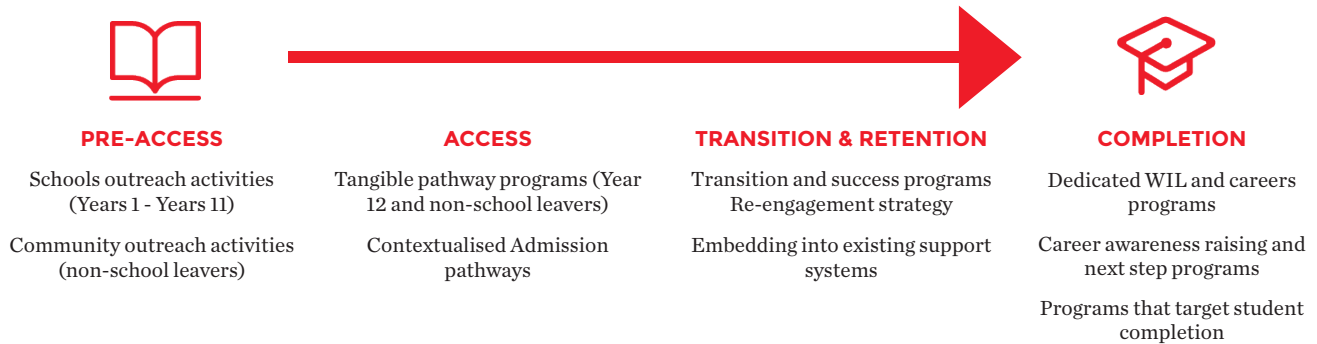 PRE-ACCESS
Schools outreach activities
(Years 1 - Years 11)
Community outreach activities
(non-school leavers)
ACCESS
Tangible pathway programs (Year
12 and non-school leavers)
Contextualised Admission
pathways
TRANSITION & RETENTION
Transition and success programs
Re-engagement strategy
Embedding into existing support
systems
COMPLETION
Dedicated WIL and careers
programs
Career awareness raising and
next step programs
Programs that target student
completion